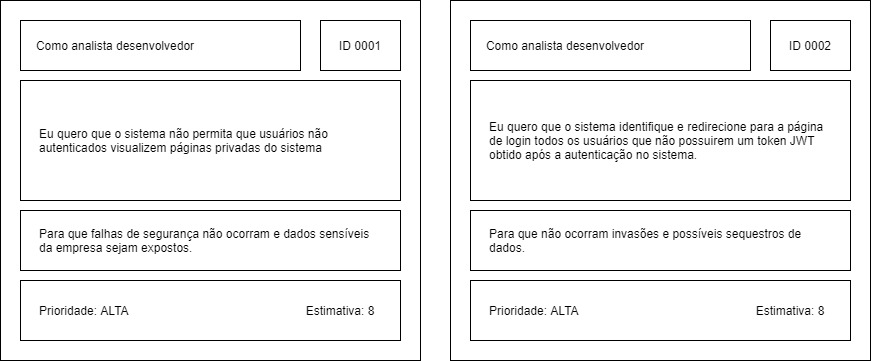 Como analista desenvolvedor
ID 0001
Eu quero que o sistema não permita que usuários não
autenticados visualizem páginas privadas do sistema
Para que falhas de segurança não ocorram e dados sensíveis
da empresa sejam expostos.
Prioridade: ALTA
Estimativa: 8
Como analista desenvolvedor
ID 0002
Eu quero que o sistema identifique e redirecione para a página
de login todos os usuários que não possuirem um token JWT
obtido após a autenticação no sistema.
Para que não ocorram invasões e possíveis sequestros de
dados.
Prioridade: ALTA
Estimativa: 8